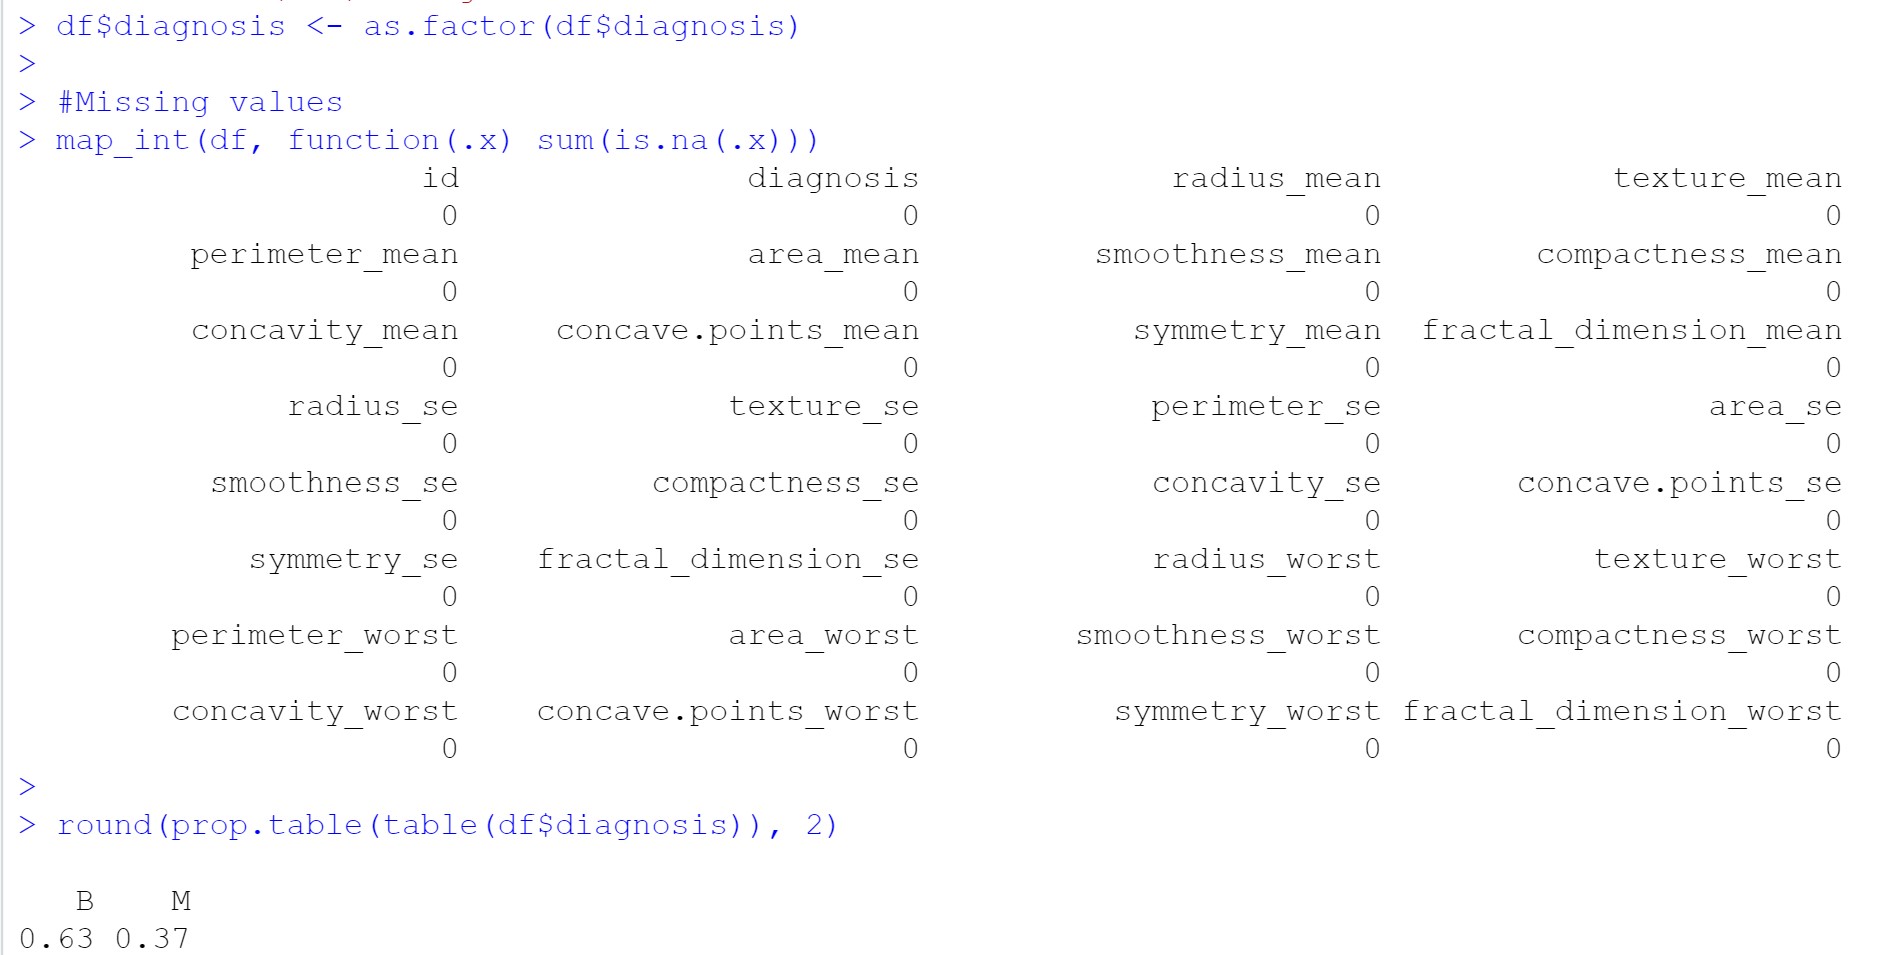 > df$diagnosis <- as.factor(df$diagnosis)
>
> #Missing values
> map_int(df, function(.x) sum(is.na(.x)))
id diagnosis radius_mean texture_mean
0 0 0 0
perimeter_mean area_mean smoothness_mean compactness_mean
0 0 0 0
concavity_mean concave.points_mean symmetry_mean fractal_dimension_mean
0 0 0 0
radius_se texture_se perimeter_se area_se
0 0 0 0
smoothness_se compactness_se concavity_se concave.points_se
0 0 0 0
symmetry_se fractal_dimension_se radius_worst texture_worst
0 0 0 0
perimeter_worst area_worst smoothness_worst compactness_worst
0 0 0 0
concavity_worst concave.points_worst symmetry_worst fractal_dimension_worst
0 0 0 0
>
> round(prop.table(table(df$diagnosis)), 2)
B M
0.63 0.37